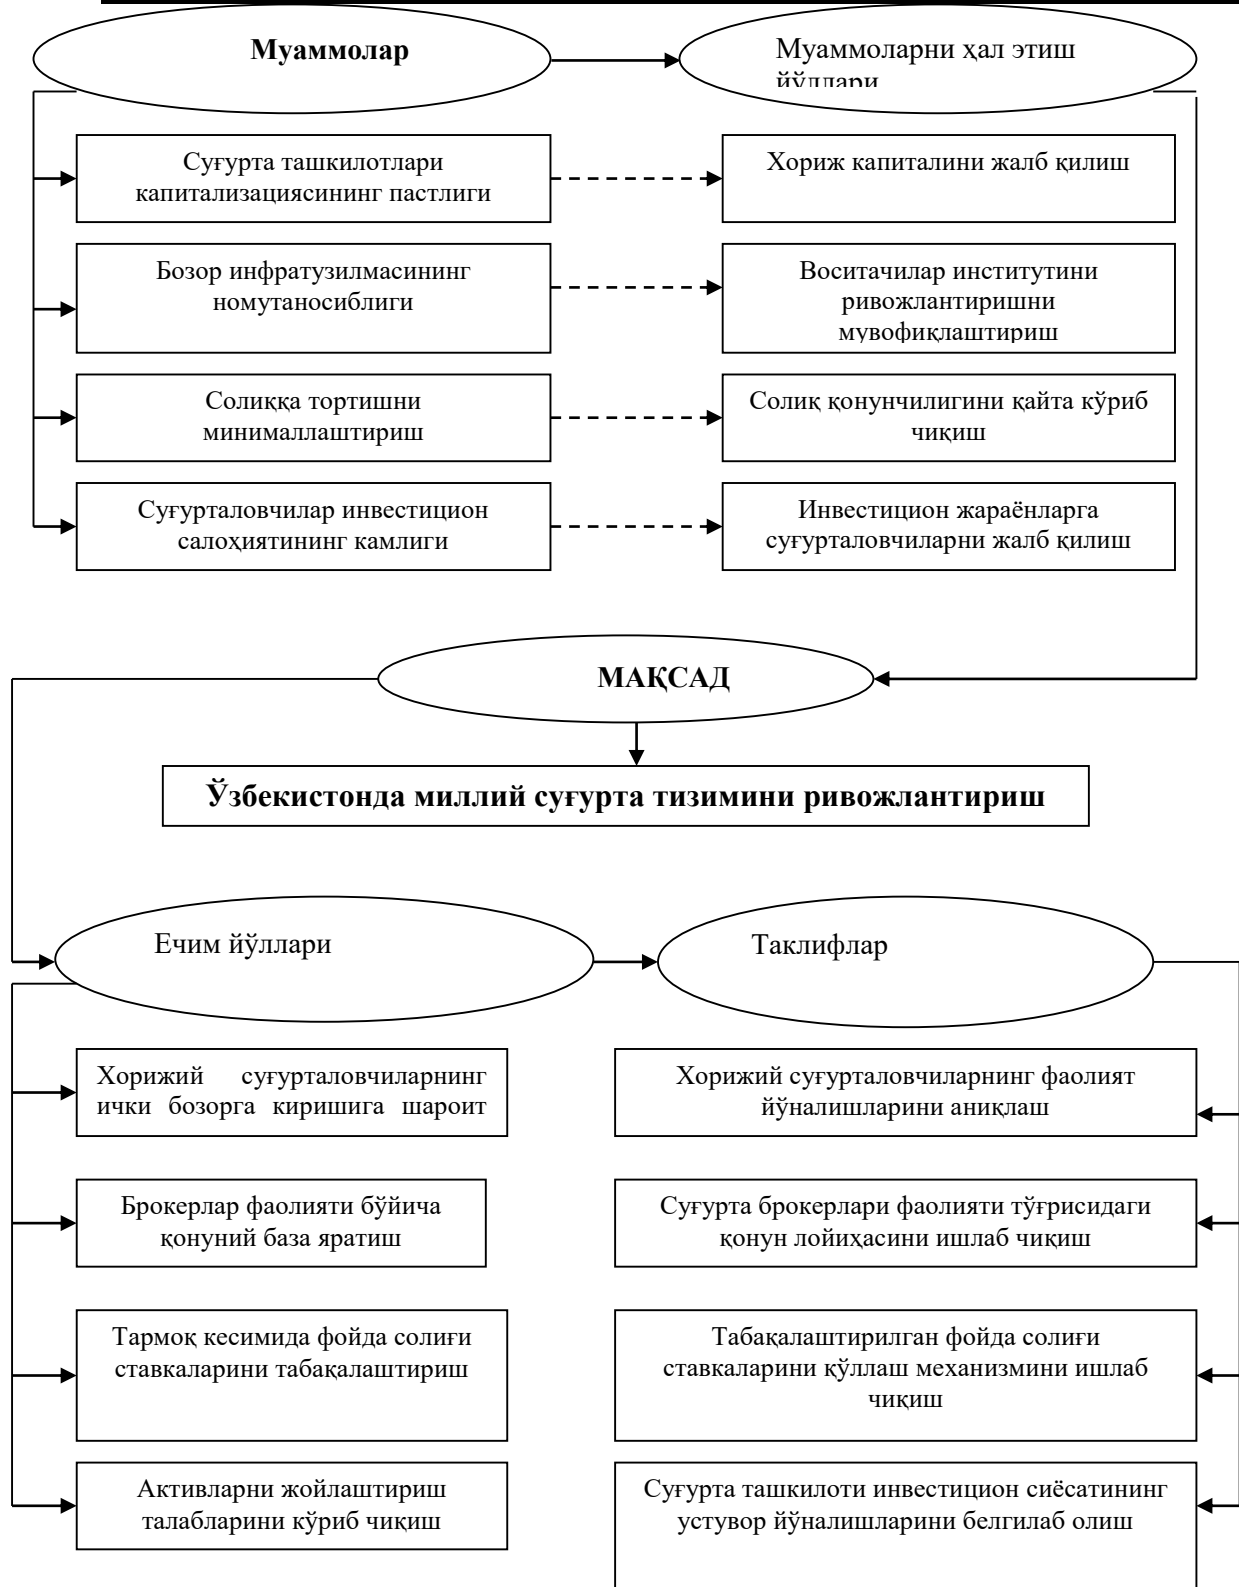 Муаммолар
Муаммоларни ҳал этиш
йўллари
Суғурта ташкилотлари
капитализациясининг пастлиги
Хориж капиталини жалб қилиш
Бозор инфратузилмасининг
номутаносиблиги
Воситачилар институтини
ривожлантиришни
мувофиқлаштириш
Солиққа тортишни
минималлаштириш
Солиқ қонунчилигини қайта кўриб
чиқиш
Суғурталовчилар инвестицион
салоҳиятининг камлиги
Инвестицион жараёнларга
суғурталовчиларни жалб қилиш
МАҚСАД
Ўзбекистонда миллий суғурта тизимини ривожлантириш
Ечим йўллари
Таклифлар
Хорижий суғурталовчиларнинг
ички бозорга киришига шароит
Хорижий суғурталовчиларнинг фаолият
йўналишларини аниқлаш
Брокерлар фаолияти бўйича
қонуний база яратиш
Суғурта брокерлари фаолияти тўғрисидаги
қонун лойиҳасини ишлаб чиқиш
Тармоқ кесимида фойда солиғи
ставкаларини табақалаштириш
Табақалаштирилган фойда солиғи
ставкаларини қўллаш механизмини ишлаб
чиқиш
Активларни жойлаштириш
талабларини кўриб чиқиш
Суғурта ташкилоти инвестицион сиёсатининг
устувор йўналишларини белгилаб олиш